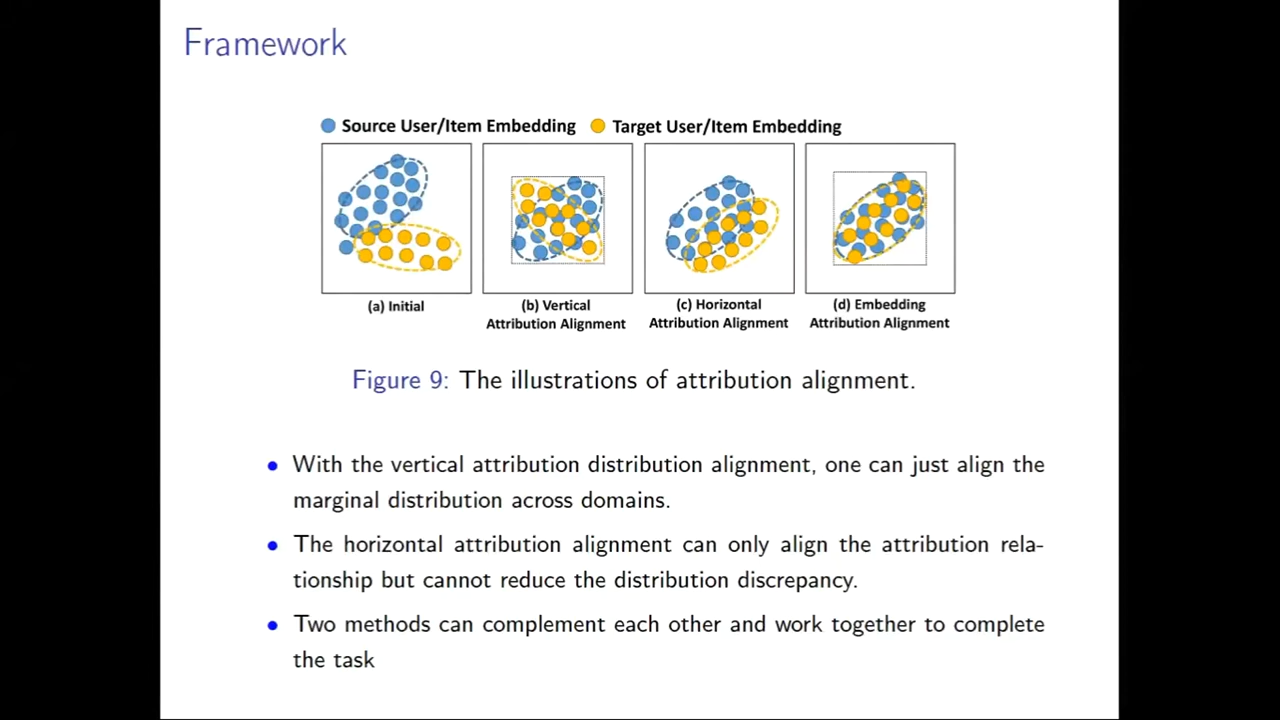 Framework
Source User/Item Embedding Target User/Item Embedding
(a) Initial
(b) Vertical
Attribution Alignment
(c) Horizontal
Attribution Alignment
(d) Embedding
Attribution Alignment
Figure 9: The illustrations of attribution alignment.
• With the vertical attribution distribution alignment, one can just align the
marginal distribution across domains.
• The horizontal attribution alignment can only align the attribution rela-
tionship but cannot reduce the distribution discrepancy.
• Two methods can complement each other and work together to complete
the task